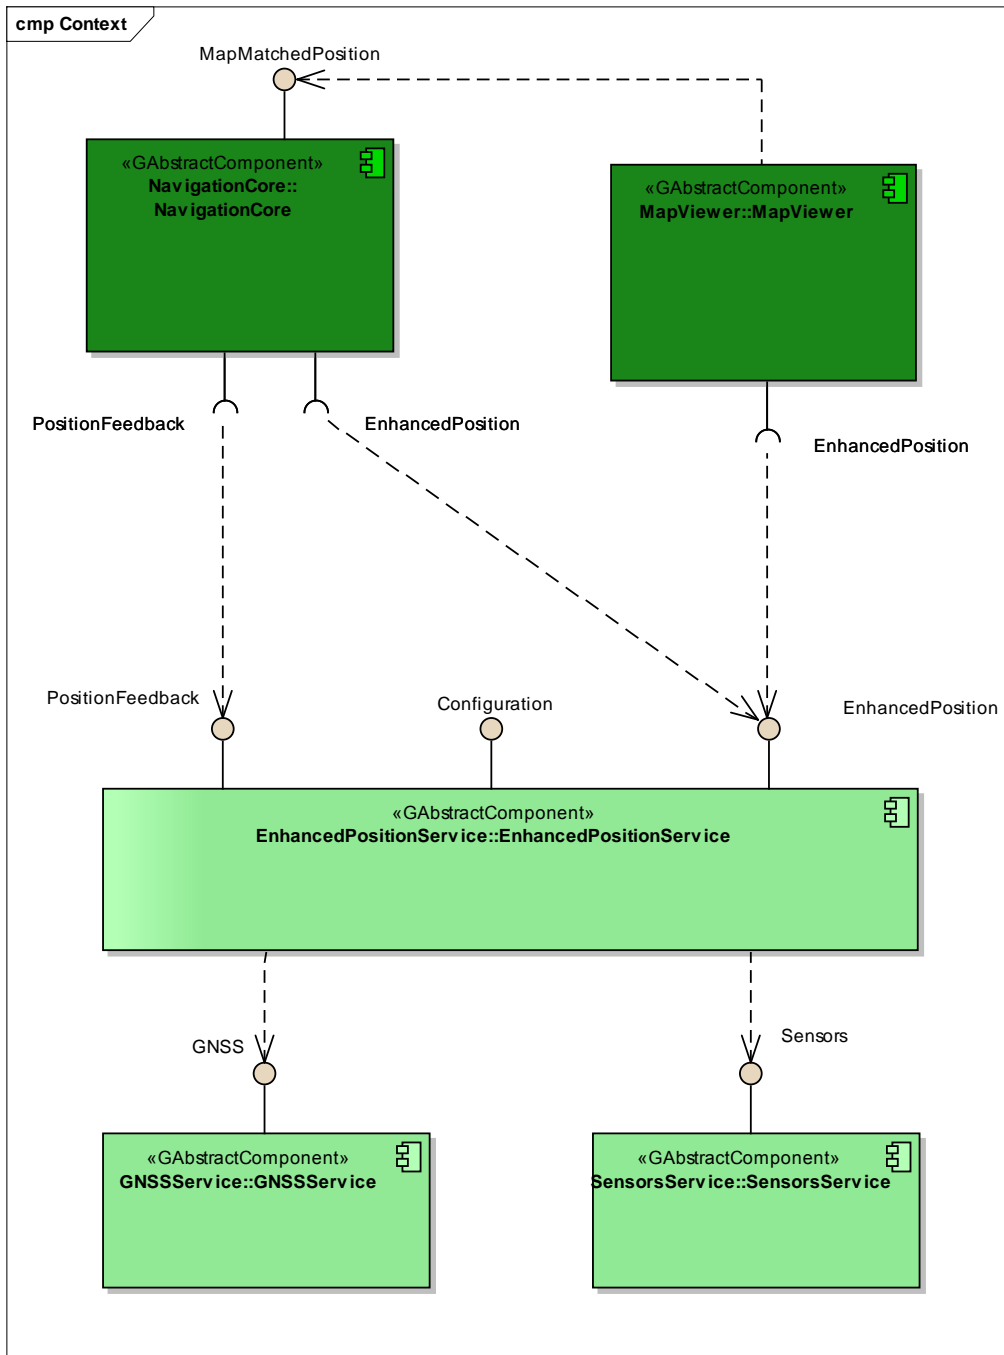 cmp Context
MapMatchedPosition
«GAbstractComponent»
NavigationCore::
NavigationCore
«GAbstractComponent»
MapViewer::MapViewer
PositionFeedback
EnhancedPosition
EnhancedPosition
PositionFeedback
Configuration
EnhancedPosition
«GAbstractComponent»
EnhancedPositionService::EnhancedPositionService
GNSS
Sensors
«GAbstractComponent»
GNSSService::GNSSService
«GAbstractComponent»
SensorsService::SensorsService